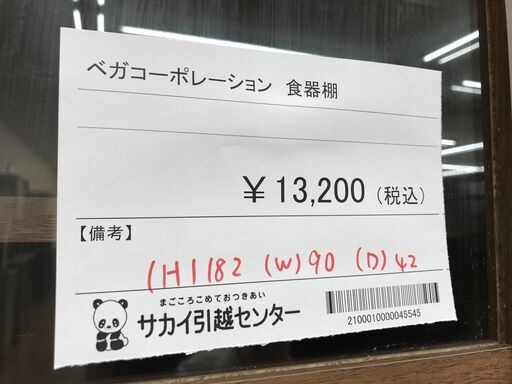 ベガコーポレーション 食器棚
¥13,200(税込)
【備考】
(H)182 (W)90 (D)42
まごころこめておつきあい
サカイ引越センター
2100010000045545